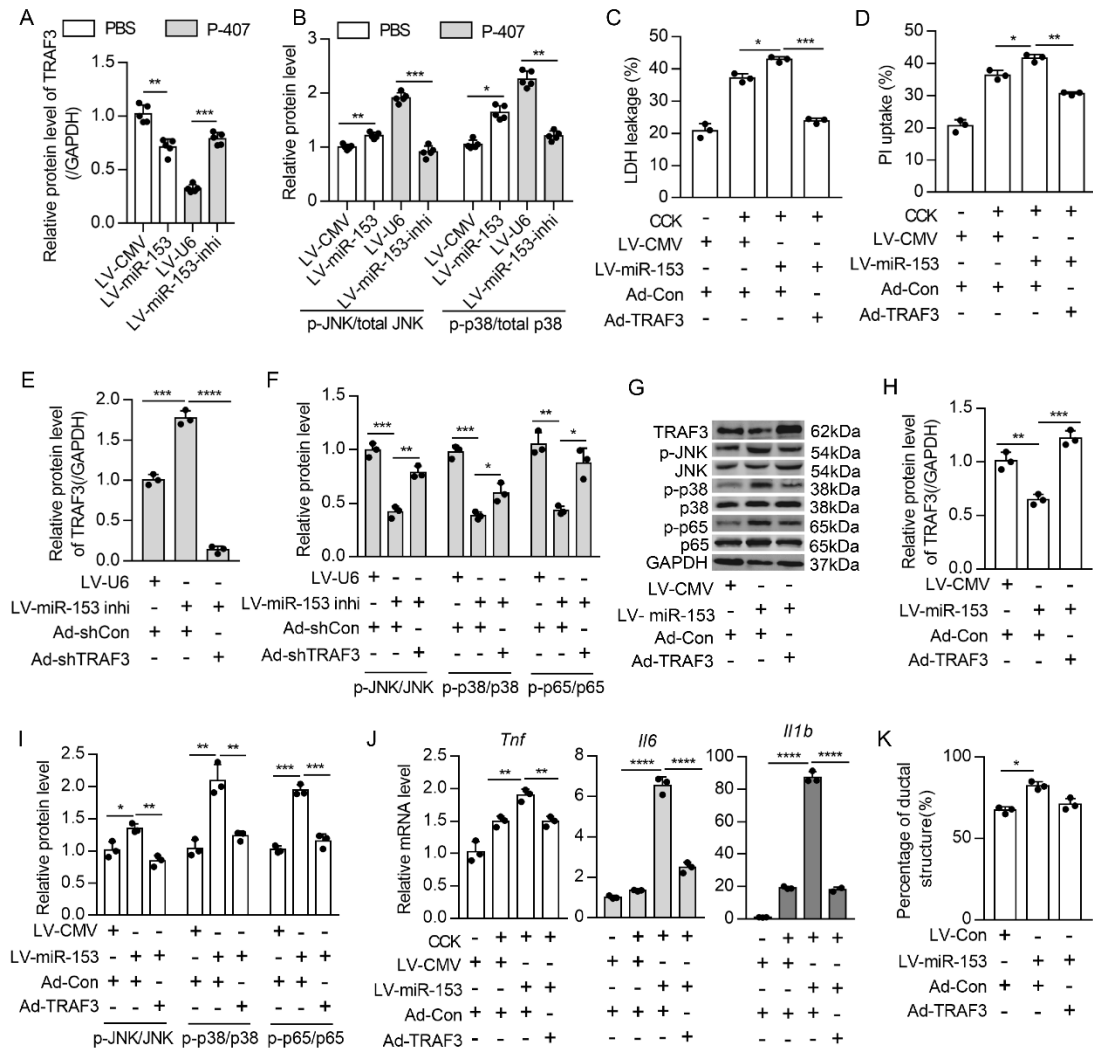 A
PBS
P-407
Relative protein level of TRAF3
(/GAPDH)
1.5
1.0
0.5
0.0
**
***
LV-CMV
LV-miR-153
LV-U6
LV-miR-153-inhi
B
PBS
P-407
Relative protein level
3
2
1
0
**
***
*
**
LV-CMV
LV-miR-153
LV-U6
LV-miR-153-inhi
LV-CMV
LV-miR-153
LV-U6
LV-miR-153-inhi
p-JNK/total JNK
p-p38/total p38
C
LDH leakage (%)
50
40
30
20
10
0
*
***
CCK - + + +
LV-CMV + + - -
LV-miR-153 - - + +
Ad-Con + + + -
Ad-TRAF3 - - - +
D
PI uptake (%)
50
40
30
20
10
0
*
**
CCK - + + +
LV-CMV + + - -
LV-miR-153 - - + +
Ad-Con + + + -
Ad-TRAF3 - - - +
E
Relative protein level
of TRAF3(/GAPDH)
2.0
1.5
1.0
0.5
0.0
***
****
LV-U6 + - -
LV-miR-153 inhi - + +
Ad-shCon + + -
Ad-shTRAF3 - - +
F
Relative protein level
1.5
1.0
0.5
0.0
*** ** *** * ** *
LV-U6 + - - + - - + - -
LV-miR-153 inhi - + + - + + - + +
Ad-shCon + + - + + - + + -
Ad-shTRAF3 - - + - - + - - +
p-JNK/JNK
p-p38/p38
p-p65/p65
G
TRAF3 62kDa
p-JNK 54kDa
JNK 54kDa
p-p38 38kDa
p38 38kDa
p-p65 65kDa
p65 65kDa
GAPDH 37kDa
LV-CMV + - -
LV- miR-153 - + +
Ad-Con + + -
Ad-TRAF3 - - +
H
Relative protein level
of TRAF3(/GAPDH)
1.5
1.0
0.5
0.0
**
***
LV-CMV + - -
LV-miR-153 - + +
Ad-Con + + -
Ad-TRAF3 - - +
I
Relative protein level
2.5
2.0
1.5
1.0
0.5
0.0
* ** ** ** *** ***
LV-CMV + - - + - - + - -
LV-miR-153 - + + - + + - + +
Ad-Con + + - + + - + + -
Ad-TRAF3 - - + - - + - - +
p-JNK/JNK
p-p38/p38
p-p65/p65
J
Tnf
Il6
Il1b
Relative mRNA level
2.5
2.0
1.5
1.0
0.5
0.0
** **
8
6
4
2
0
**** ****
100
80
60
40
20
0
**** ****
CCK - + + + - + + + - + + +
LV-CMV + + - - + + - - + + - -
LV-miR-153 - - + + - - + + - - + +
Ad-Con + + + - + + + - + + + -
Ad-TRAF3 - - - + - - - + - - - +
K
Percentage of ductal
structure(%)
100
50
0
*
LV-Con + - -
LV-miR-153 - + +
Ad-Con + + -
Ad-TRAF3 - - +